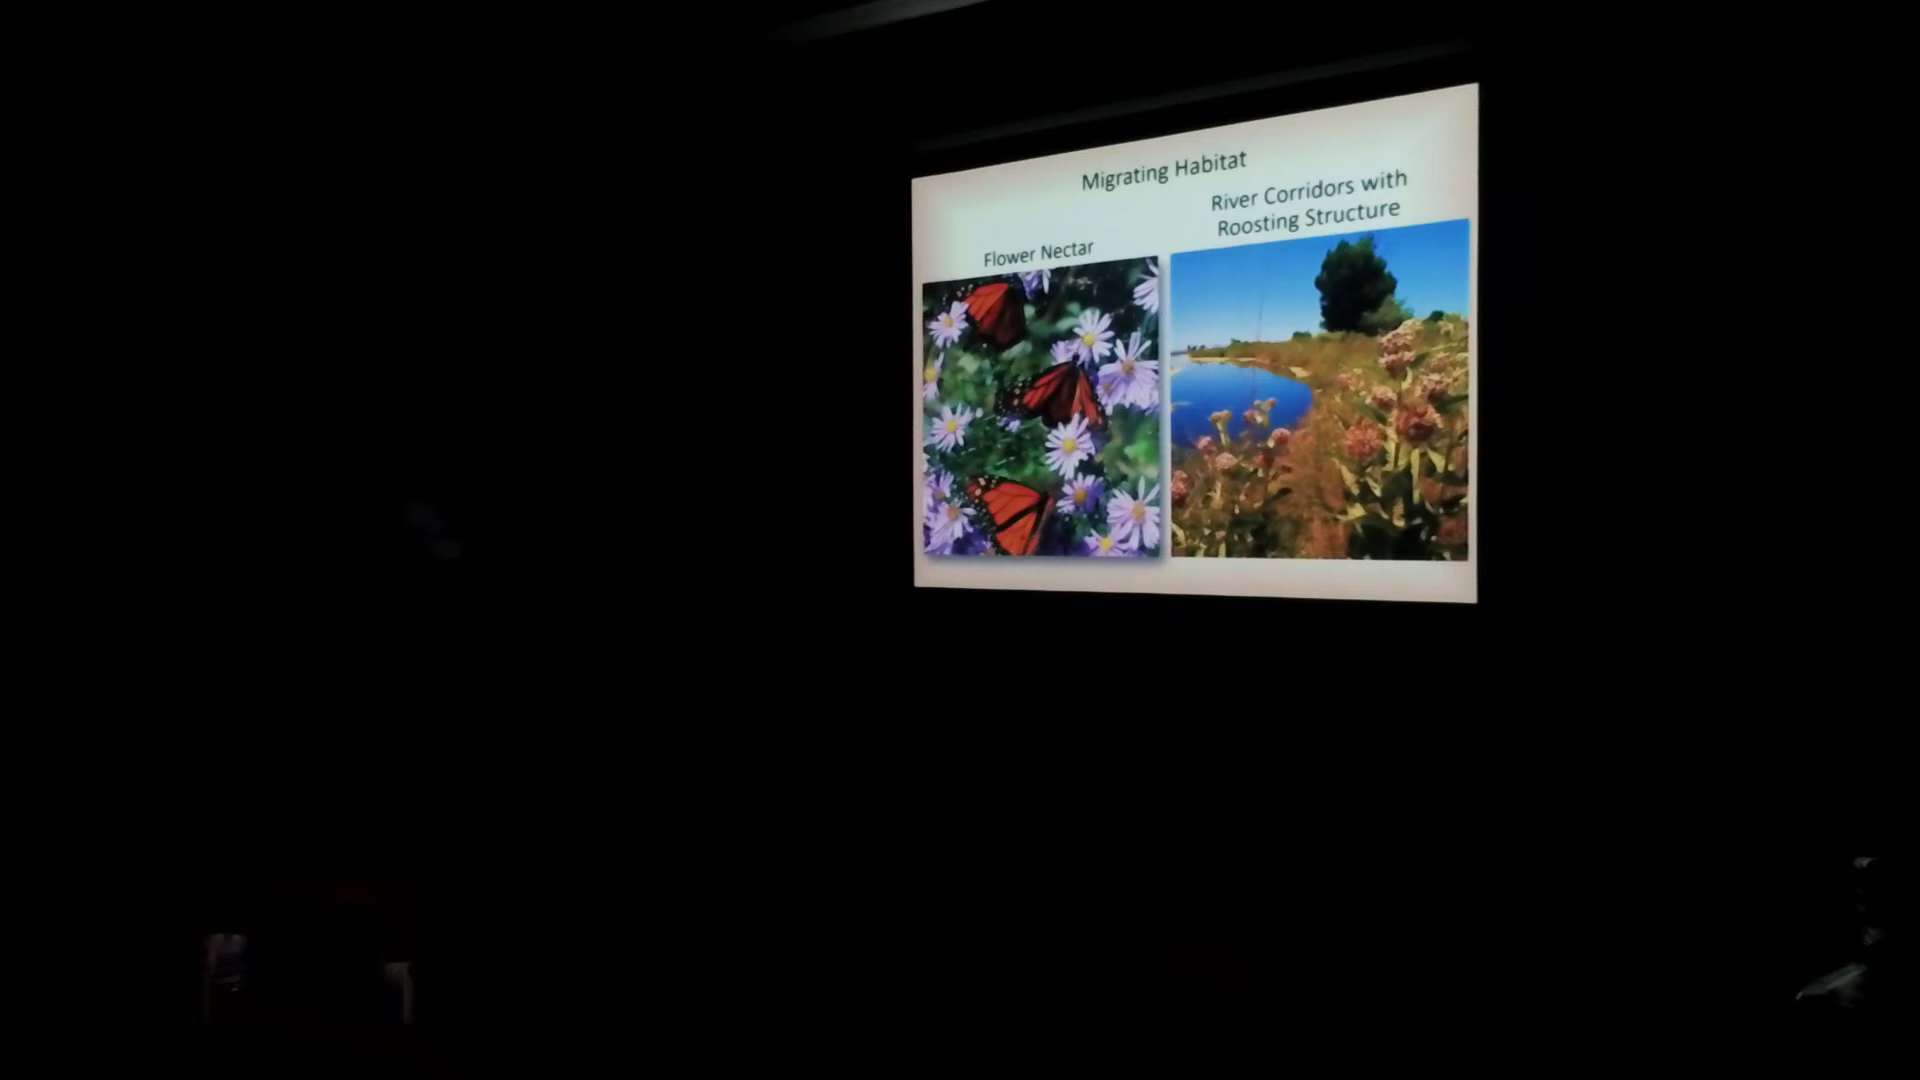 Migrating Habitat
Flower Nectar
River Corridors with
Roosting Structure